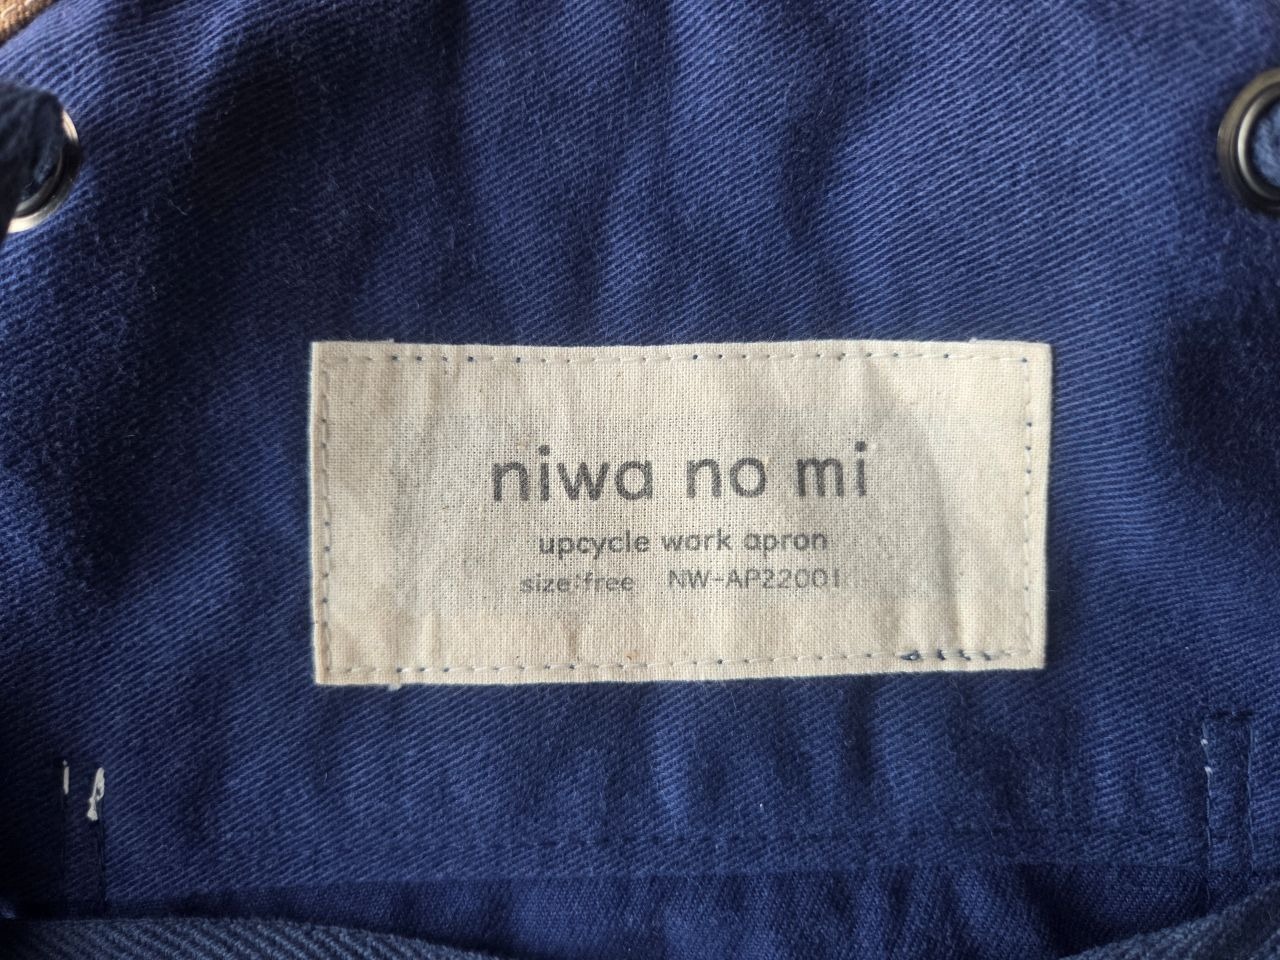 niwa no mi
upcycle work apron
size:free NW-AP22001